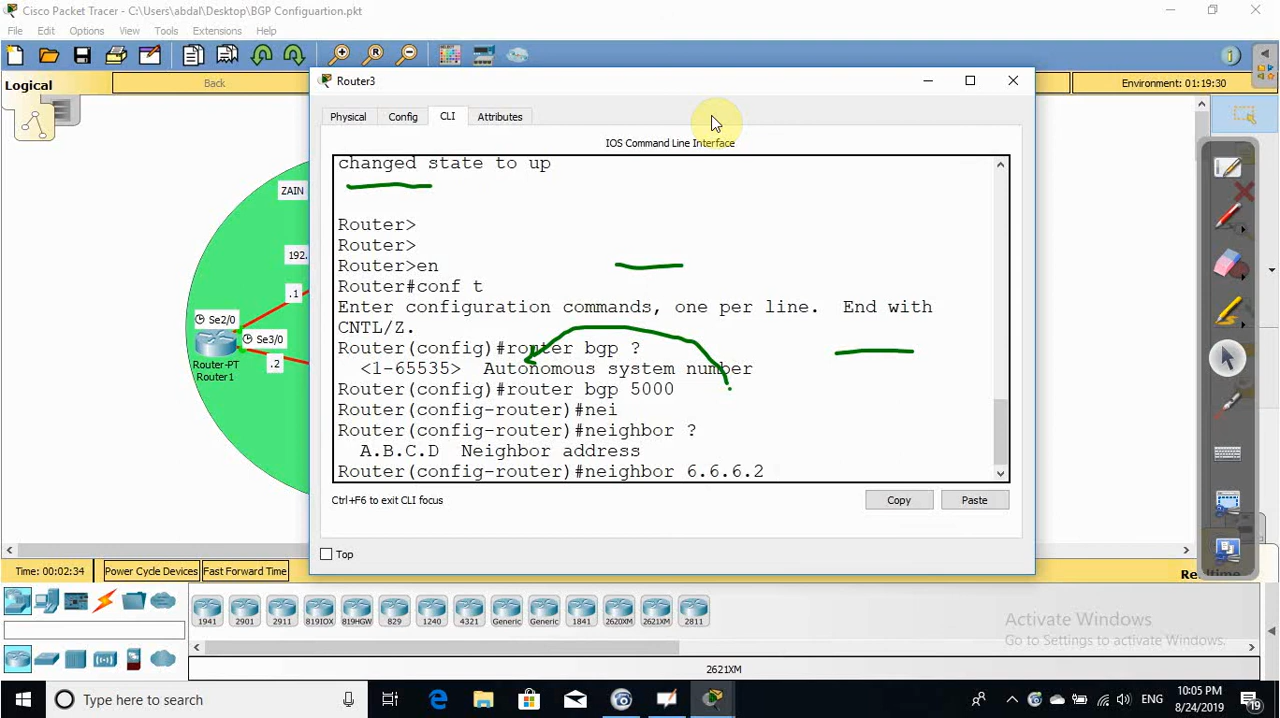 Cisco Packet Tracer - C:\Users\abdal\Desktop\BGP Configuartion.pkt
File Edit Options View Tools Extensions Help
Logical
Back
Environment: 01:19:30
Router3
Physical Config CLI Attributes
IOS Command Line Interface
changed state to up
Router>
Router>
Router>en
Router#conf t
Enter configuration commands, one per line. End with
CNTL/Z.
Router(config)#router bgp ?
<1-65535> Autonomous system number
Router(config)#router bgp 5000
Router(config-router)#nei
Router(config-router)#neighbor ?
A.B.C.D Neighbor address
Router(config-router)#neighbor 6.6.6.2
Ctrl+F6 to exit CLI focus
Copy Paste
Top
ZAIN
192.
.1
Se2/0
Se3/0
.2
Router-PT
Router1
Time: 00:02:34 Power Cycle Devices Fast Forward Time
1941 2901 2911 819IOX 819HGW 829 1240 4321 Generic Generic 1841 2620XM 2621XM 2811
2621XM
Activate Windows
Go to Settings to activate Windows.
Type here to search
ENG
10:05 PM
8/24/2019
19